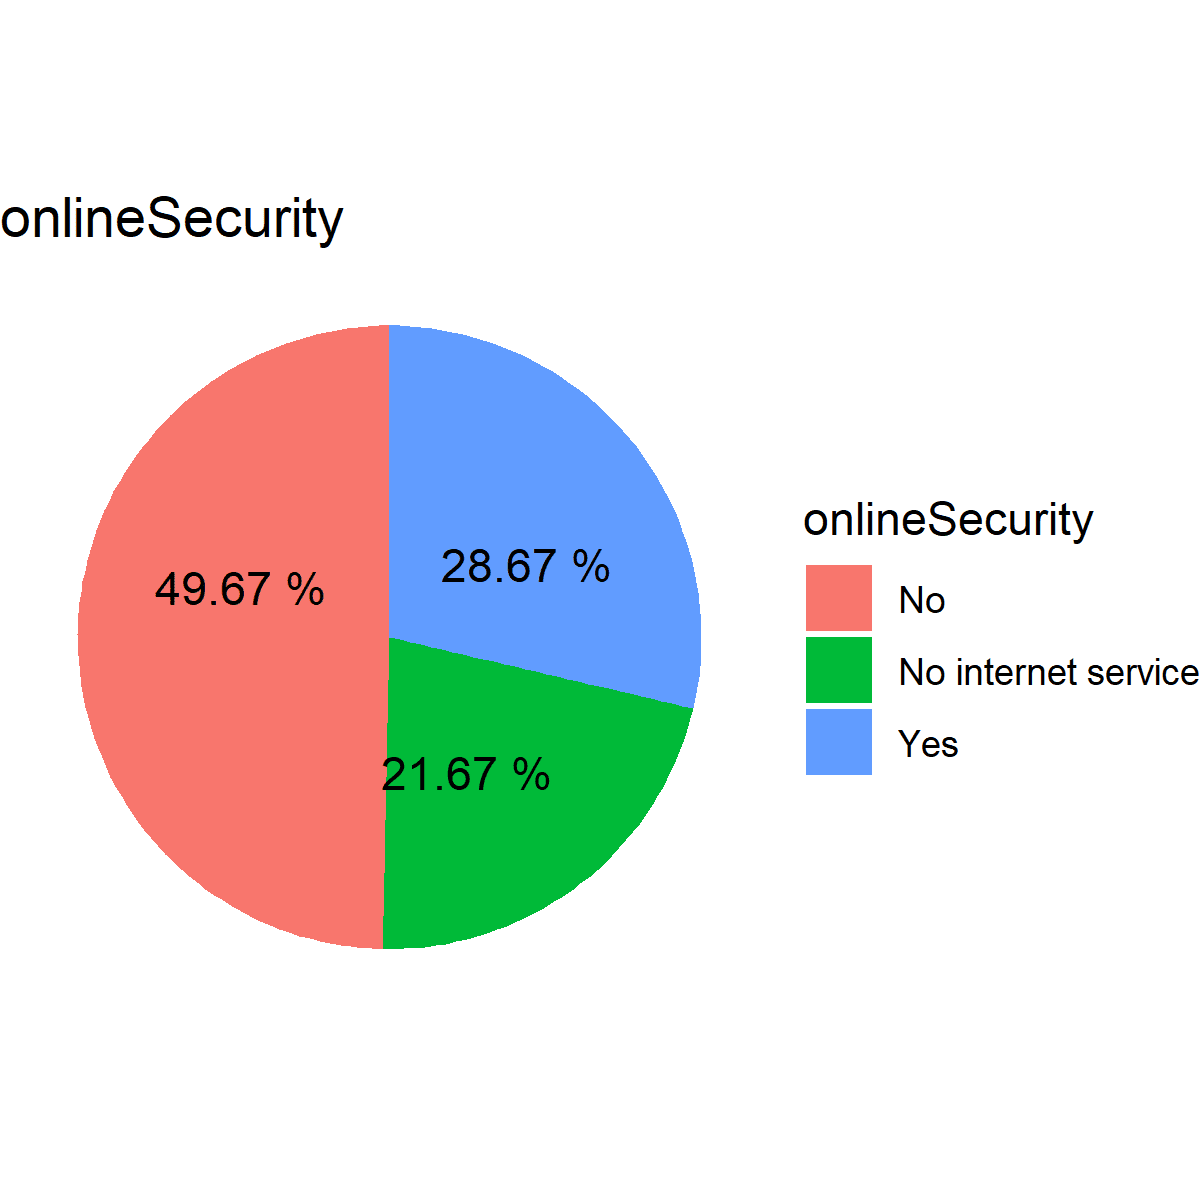 onlineSecurity
28.67 %
49.67 %
21.67 %
onlineSecurity
No
No internet service
Yes